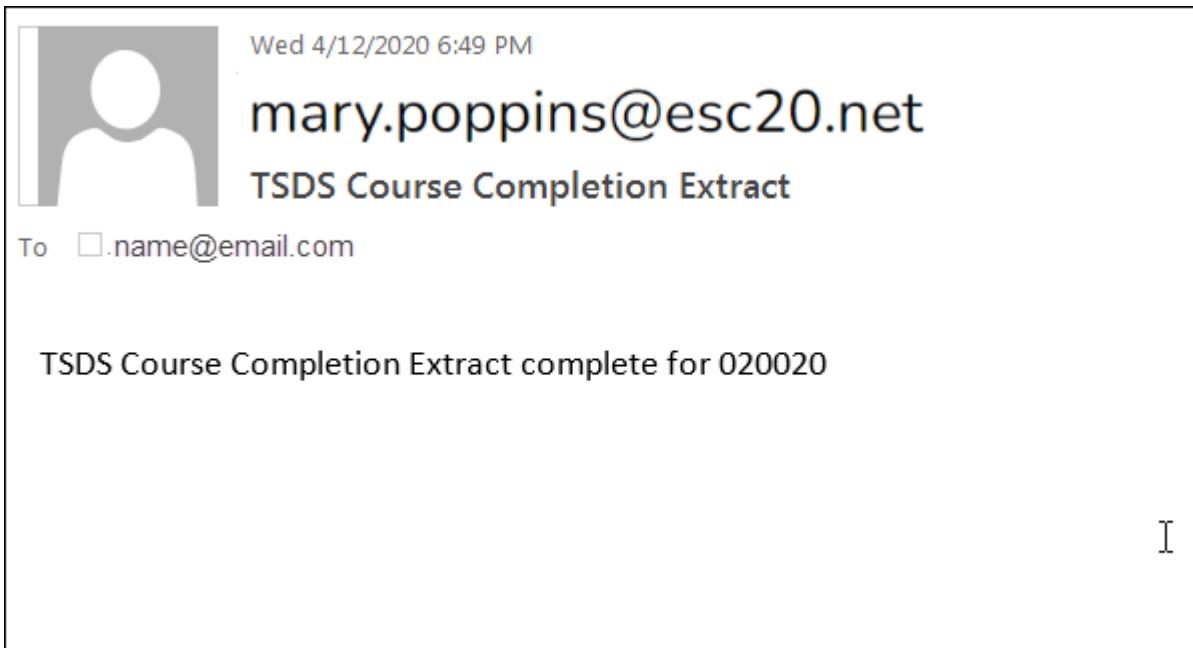 Wed 4/12/2020 6:49 PM
mary.poppins@esc20.net
TSDS Course Completion Extract
To .name@email.com
TSDS Course Completion Extract complete for 020020